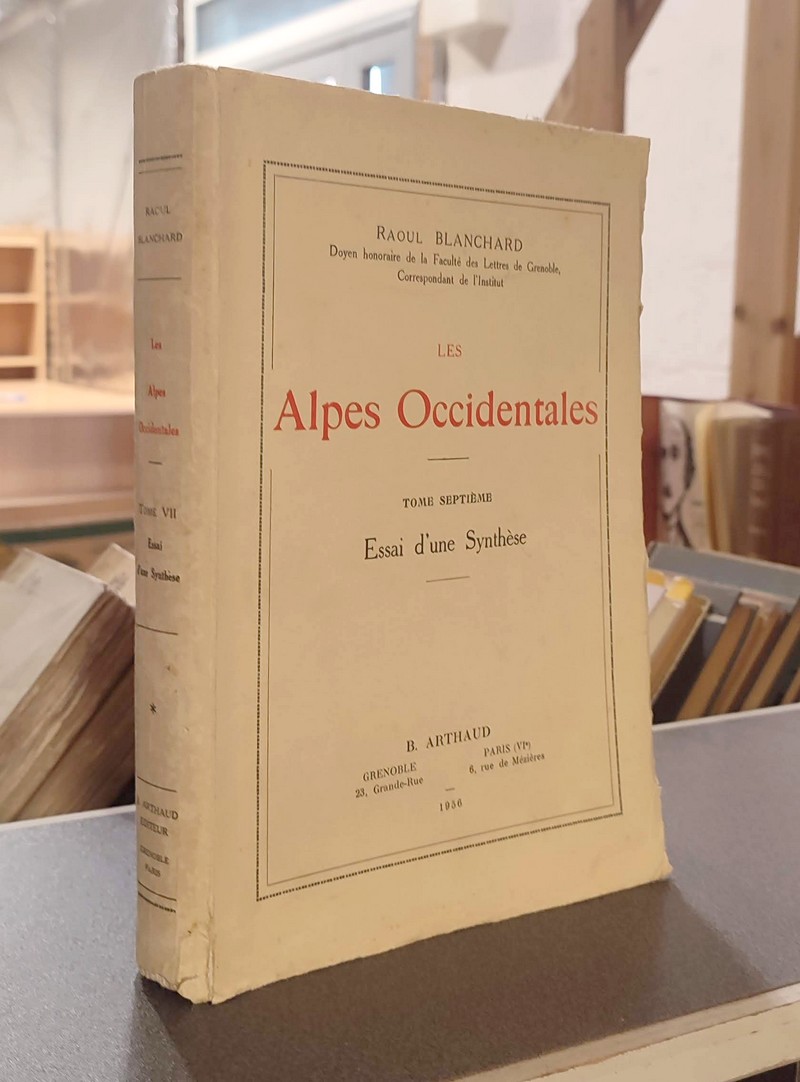 RAOUL
BLANCHARD
Les
Alpes
Occidentales
TOME VII
Essai
d'une Synthèse
*
ARTHAUD
EDITEUR
GRENOBLE
PARIS
RAOUL BLANCHARD
Doyen honoraire de la Faculté des Lettres de Grenoble,
Correspondant de l'Institut
LES
Alpes Occidentales
TOME SEPTIÈME
Essai d'une Synthèse
B. ARTHAUD
GRENOBLE PARIS (VIe)
23, Grande-Rue 6, rue de Mézières
1956